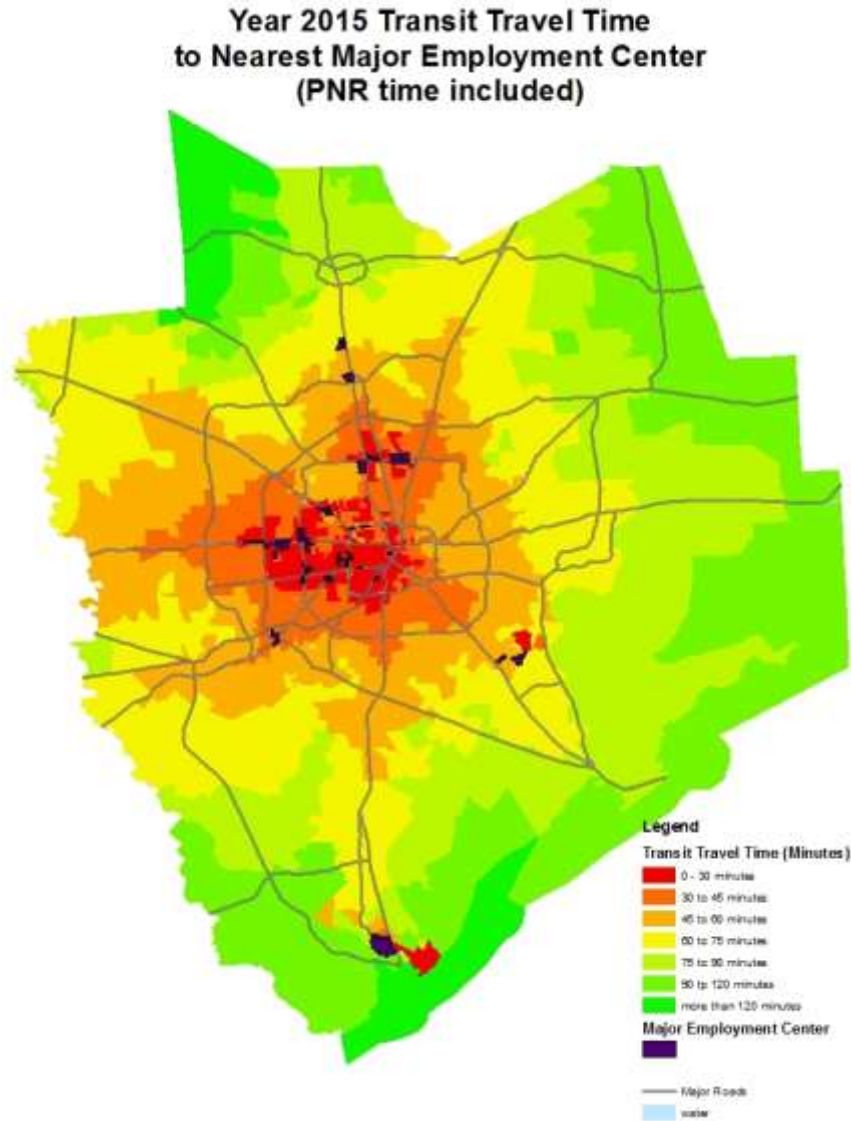 Year 2015 Transit Travel Time
to Nearest Major Employment Center
(PNR time included)
Legend
Transit Travel Time (Minutes)
0 - 30 minutes
30 to 45 minutes
45 to 60 minutes
60 to 75 minutes
75 to 90 minutes
90 tp 120 minutes
more than 120 minutes
Major Employment Center
Major Roads
water